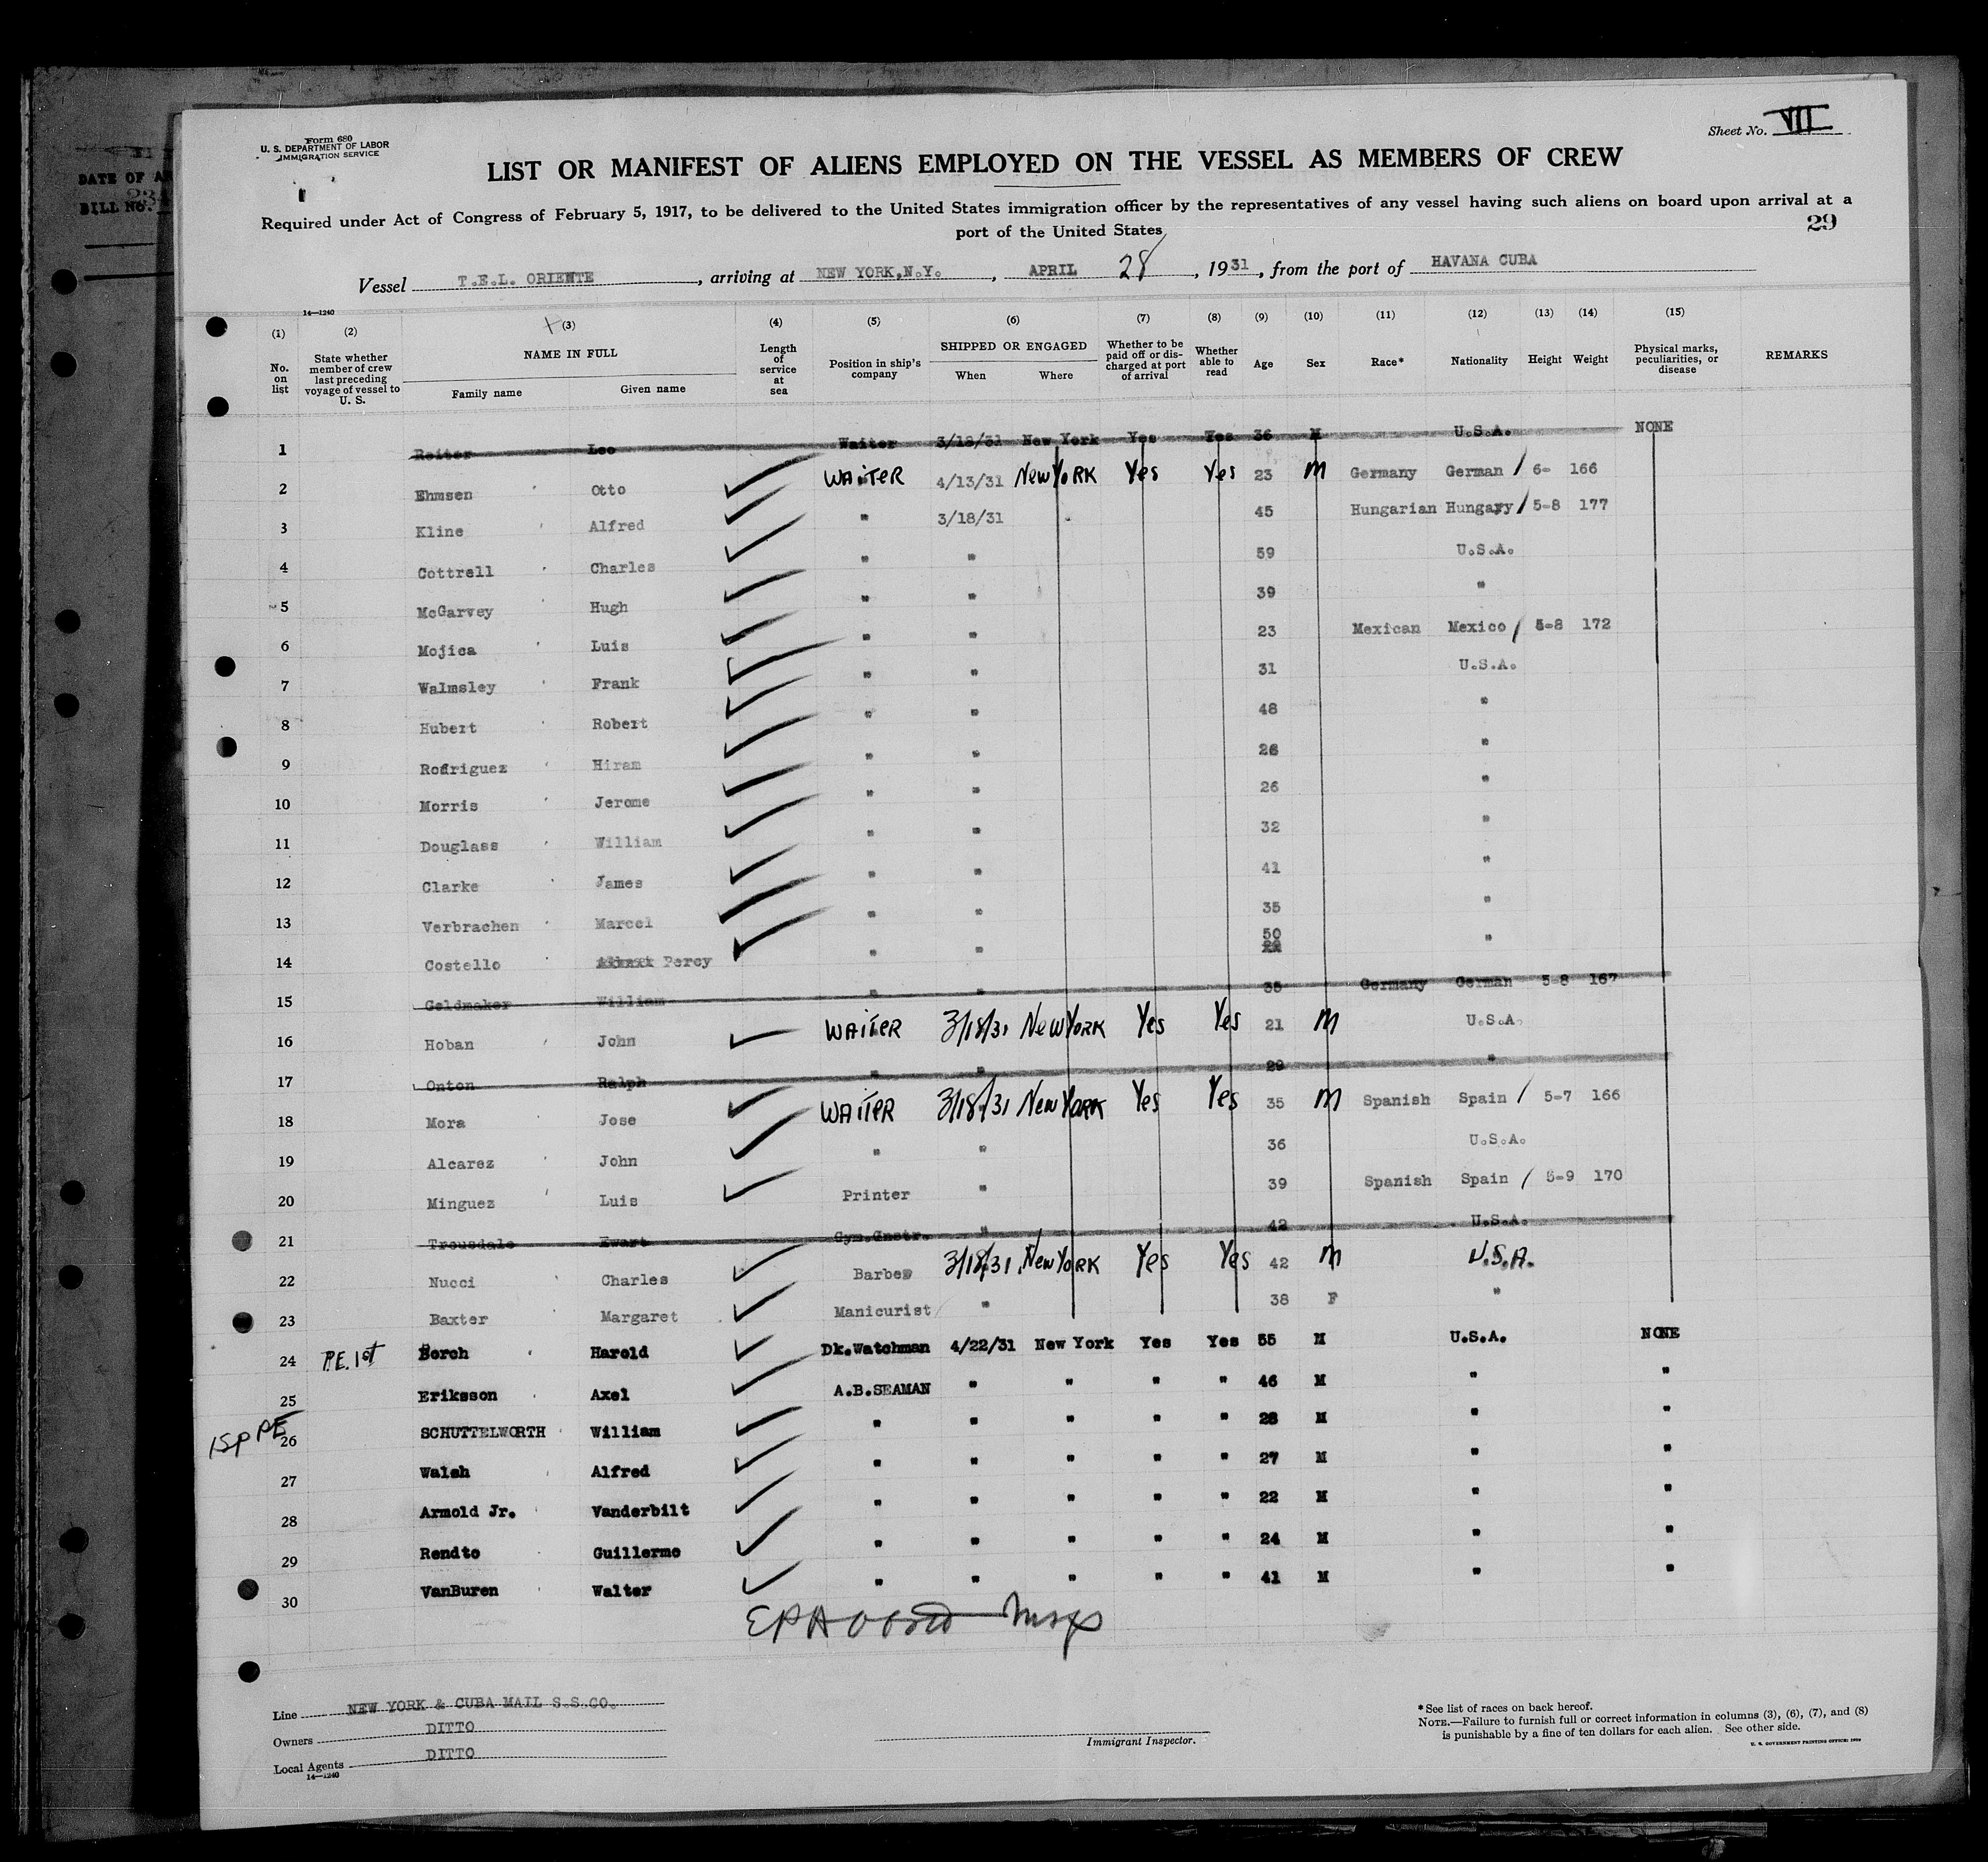 DATE OF AR
BILL No.
Form 680
U. S. DEPARTMENT OF LABOR
IMMIGRATION SERVICE
Sheet No. VII
LIST OR MANIFEST OF ALIENS EMPLOYED ON THE VESSEL AS MEMBERS OF CREW
Required under Act of Congress of February 5, 1917, to be delivered to the United States immigration officer by the representatives of any vessel having such aliens on board upon arrival at a
port of the United States
29
Vessel T.E.L. ORIENTE, arriving at NEW YORK,N.Y., APRIL 28, 1931, from the port of HAVANA CUBA
14—1240
(1) (2) (3) (4) (5) (6) (7) (8) (9) (10) (11) (12) (13) (14) (15)
No. on list State whether member of crew last preceding voyage of vessel to U. S. NAME IN FULL Family name Given name Length of service at sea Position in ship's company SHIPPED OR ENGAGED When Where Whether to be paid off or discharged at port of arrival Whether able to read Age Sex Race* Nationality Height Weight Physical marks, peculiarities, or disease REMARKS
1 Reiter Leo Waiter 3/18/31 New York Yes Yes 36 M U.S.A. NONE
2 Ehmsen Otto WAITER 4/13/31 New YORK Yes Yes 23 M Germany German / 6- 166
3 Kline Alfred " 3/18/31 45 Hungarian Hungary / 5-8 177
4 Cottrell Charles " " 59 U.S.A.
5 McGarvey Hugh " " 39 "
6 Mojica Luis " " 23 Mexican Mexico / 5-8 172
7 Walmsley Frank " " 31 U.S.A.
8 Hubert Robert " " 48 "
9 Rodriguez Hiram " " 26 "
10 Morris Jerome " " 26 "
11 Douglass William " " 32 "
12 Clarke James " " 41 "
13 Verbrachen Marcel " " 35 "
14 Costello Percy " " 50 "
15 Geldmaker William " " 35 Germany German 5-8 167
16 Hoban John WAITER 3/18/31 New YORK Yes Yes 21 M U.S.A.
17 Onton Ralph " " 29 "
18 Mora Jose WAITER 3/18/31 New YORK Yes Yes 35 M Spanish Spain / 5-7 166
19 Alcarez John " " 36 U.S.A.
20 Minguez Luis Printer " 39 Spanish Spain / 5-9 170
21 Trousdale Ewart Gym.Instr. " 42 U.S.A.
22 Nucci Charles Barber 3/18/31 New YORK Yes Yes 42 M U.S.A.
23 Baxter Margaret Manicurist " 38 F "
24 P.E. 1st Borch Harold Dk.Watchman 4/22/31 New York Yes Yes 55 M U.S.A. NONE
25 Eriksson Axel A.B.SEAMAN " " " " 46 M " "
26 SCHUTTELWORTH William " " " " " 28 M " "
27 Walsh Alfred " " " " " 27 M " "
28 Arnold Jr. Vanderbilt " " " " " 22 M " "
29 Rendto Guillermo " " " " " 24 M " "
30 VanBuren Walter " " " " " 41 M " "
Line NEW YORK & CUBA MAIL S.S.CO.
Owners DITTO
Local Agents DITTO
14—1240
Immigrant Inspector.
*See list of races on back hereof.
NOTE.—Failure to furnish full or correct information in columns (3), (6), (7), and (8)
is punishable by a fine of ten dollars for each alien. See other side.